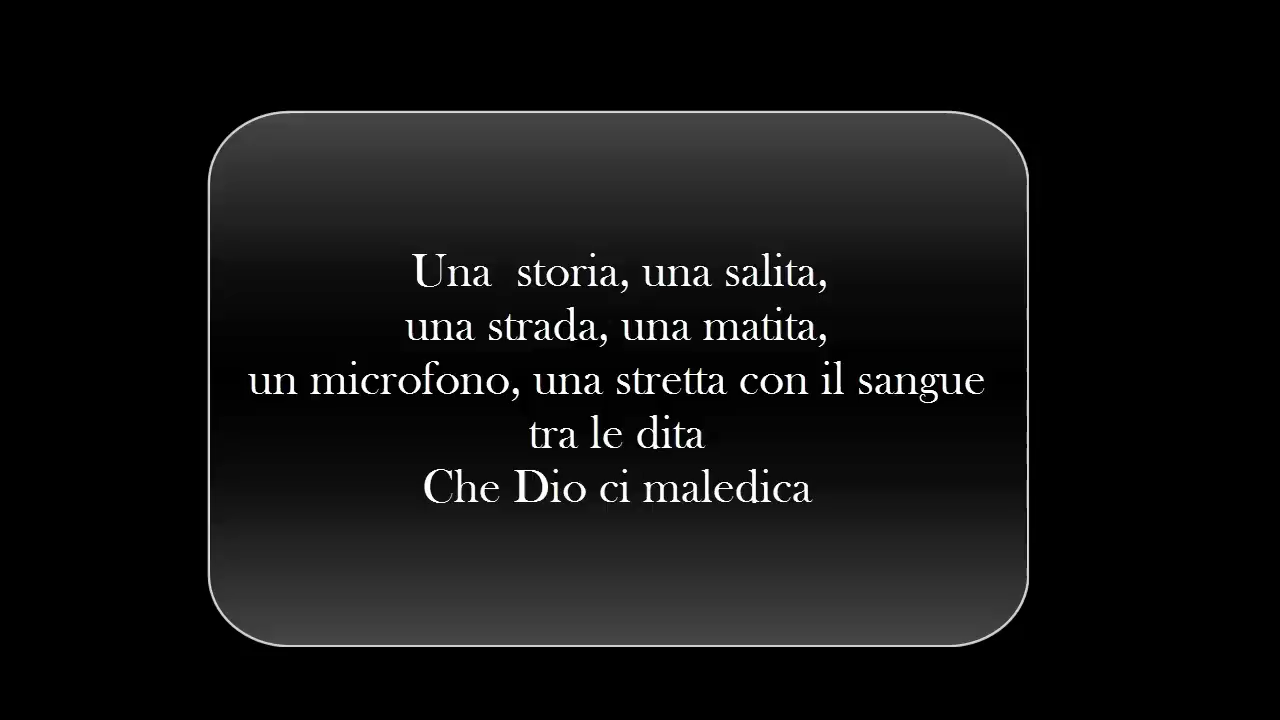 Una  storia, una salita,
una strada, una matita,
un microfono, una stretta con il sangue
tra le dita
Che Dio ci maledica